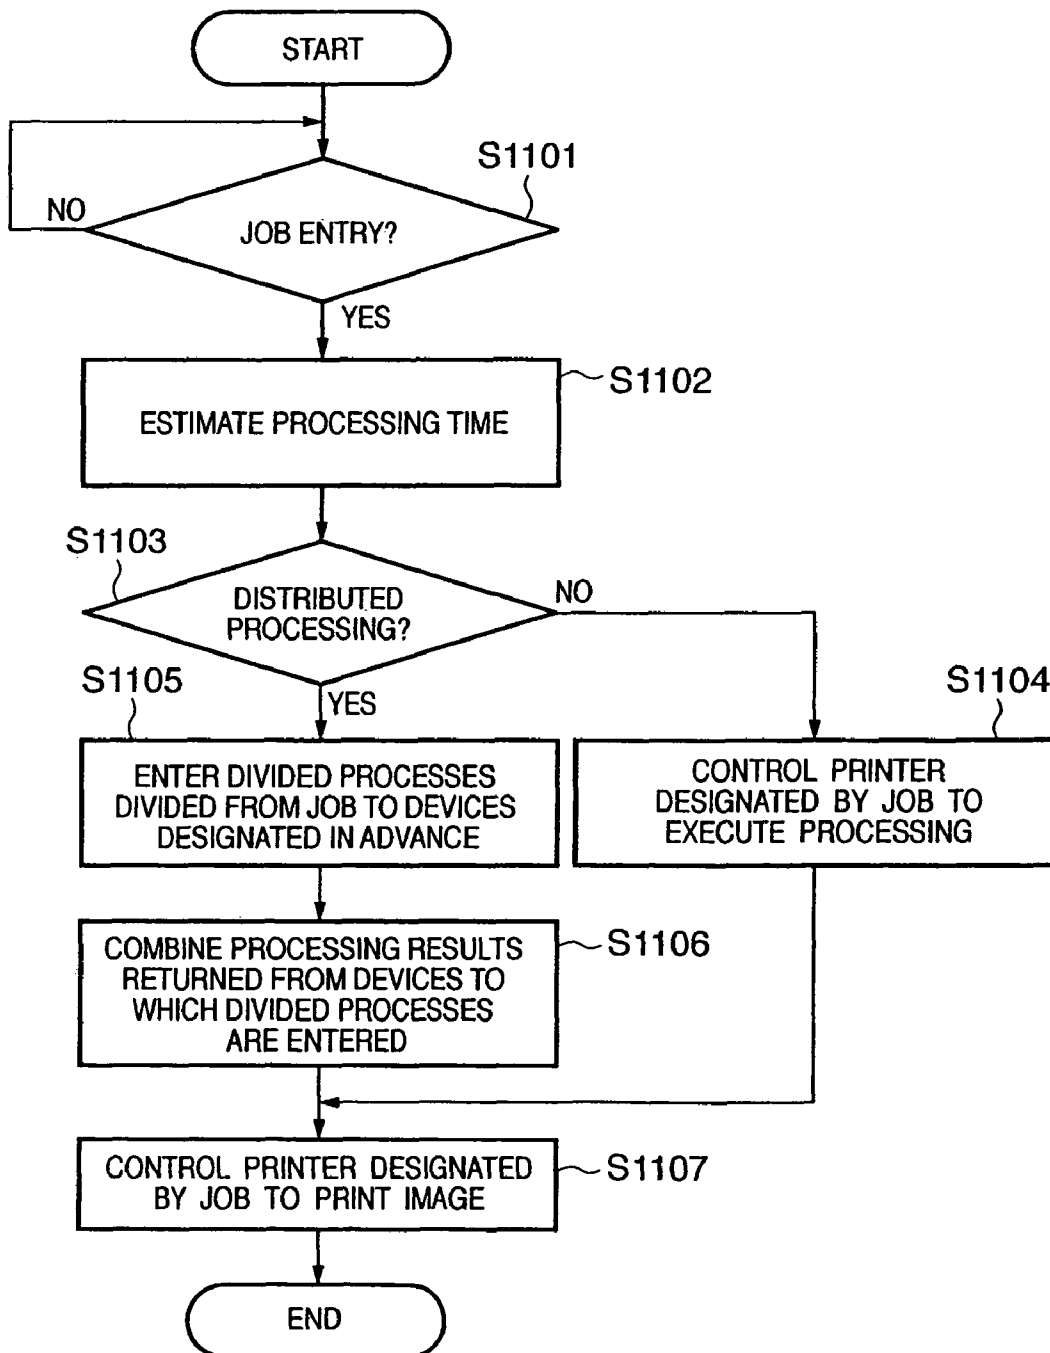 START
S1101
NO
JOB ENTRY?
YES
S1102
ESTIMATE PROCESSING TIME
S1103
DISTRIBUTED
PROCESSING?
NO
S1105
YES
S1104
ENTER DIVIDED PROCESSES
DIVIDED FROM JOB TO DEVICES
DESIGNATED IN ADVANCE
CONTROL PRINTER
DESIGNATED BY JOB TO
EXECUTE PROCESSING
COMBINE PROCESSING RESULTS
RETURNED FROM DEVICES TO
WHICH DIVIDED PROCESSES
ARE ENTERED
S1106
CONTROL PRINTER DESIGNATED
BY JOB TO PRINT IMAGE
S1107
END